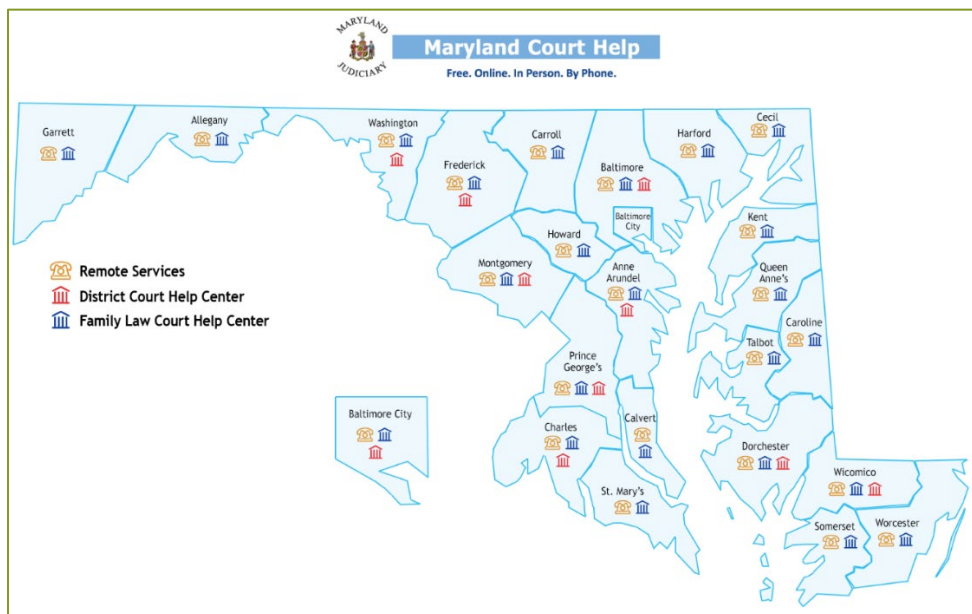 MARYLAND
JUDICIARY
Maryland Court Help
Free. Online. In Person. By Phone.
Garrett
Allegany
Washington
Frederick
Carroll
Baltimore
Harford
Cecil
Baltimore
City
Kent
Howard
Montgomery
Anne
Arundel
Queen
Anne's
Remote Services
District Court Help Center
Family Law Court Help Center
Caroline
Talbot
Prince
George's
Baltimore City
Charles
Calvert
Dorchester
Wicomico
St. Mary's
Somerset
Worcester